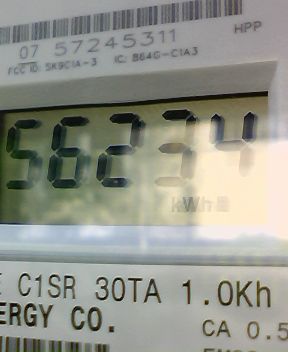 07 57245311
HPP
FCC ID: SK9C1A-3 IC: 864G-C1A3
56234
kWh
C1SR 30TA 1.0Kh
ERGY CO.
CA 0.5